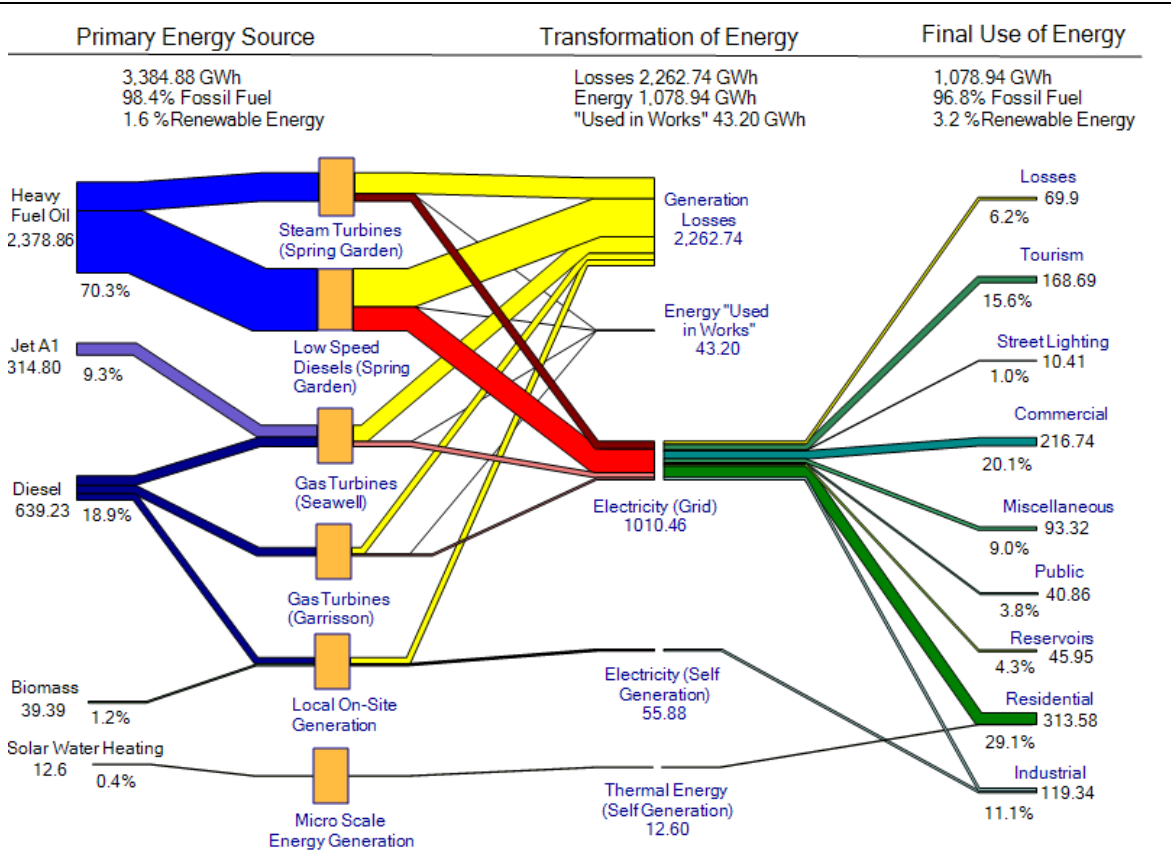 Primary Energy Source
Transformation of Energy
Final Use of Energy
3,384.88 GWh
98.4% Fossil Fuel
1.6 %Renewable Energy
Losses 2,262.74 GWh
Energy 1,078.94 GWh
"Used in Works" 43.20 GWh
1,078.94 GWh
96.8% Fossil Fuel
3.2 %Renewable Energy
Heavy
Fuel Oil
2,378.86
70.3%
Jet A1
314.80
9.3%
Diesel
639.23
18.9%
Biomass
39.39
1.2%
Solar Water Heating
12.6
0.4%
Steam Turbines
(Spring Garden)
Low Speed
Diesels (Spring
Garden)
Gas Turbines
(Seawell)
Gas Turbines
(Garrisson)
Local On-Site
Generation
Micro Scale
Energy Generation
Generation
Losses
2,262.74
Energy "Used
in Works"
43.20
Electricity (Grid)
1010.46
Electricity (Self
Generation)
55.88
Thermal Energy
(Self Generation)
12.60
Losses
69.9
6.2%
Tourism
168.69
15.6%
Street Lighting
10.41
1.0%
Commercial
216.74
20.1%
Miscellaneous
93.32
9.0%
Public
40.86
3.8%
Reservoirs
45.95
4.3%
Residential
313.58
29.1%
Industrial
119.34
11.1%